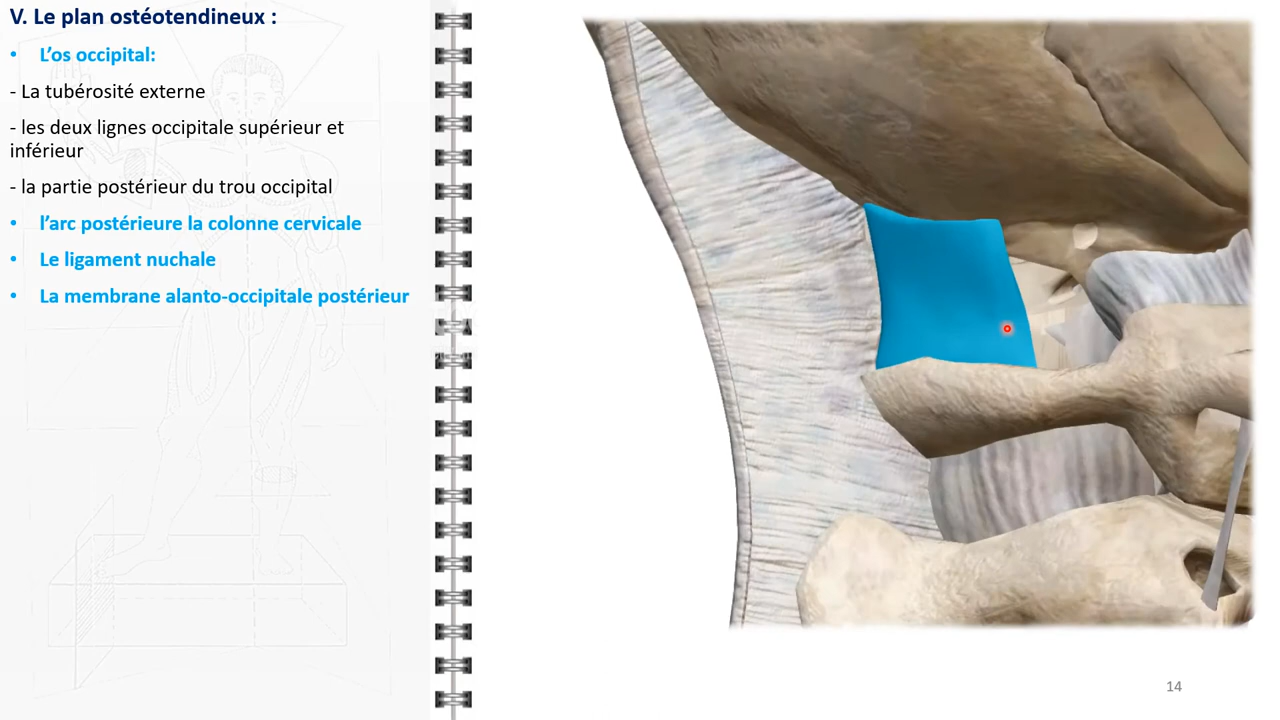 V. Le plan ostéotendineux :
• L’os occipital:
- La tubérosité externe
- les deux lignes occipitale supérieur et
inférieur
- la partie postérieur du trou occipital
• l’arc postérieure la colonne cervicale
• Le ligament nuchale
• La membrane alanto-occipitale postérieur
14